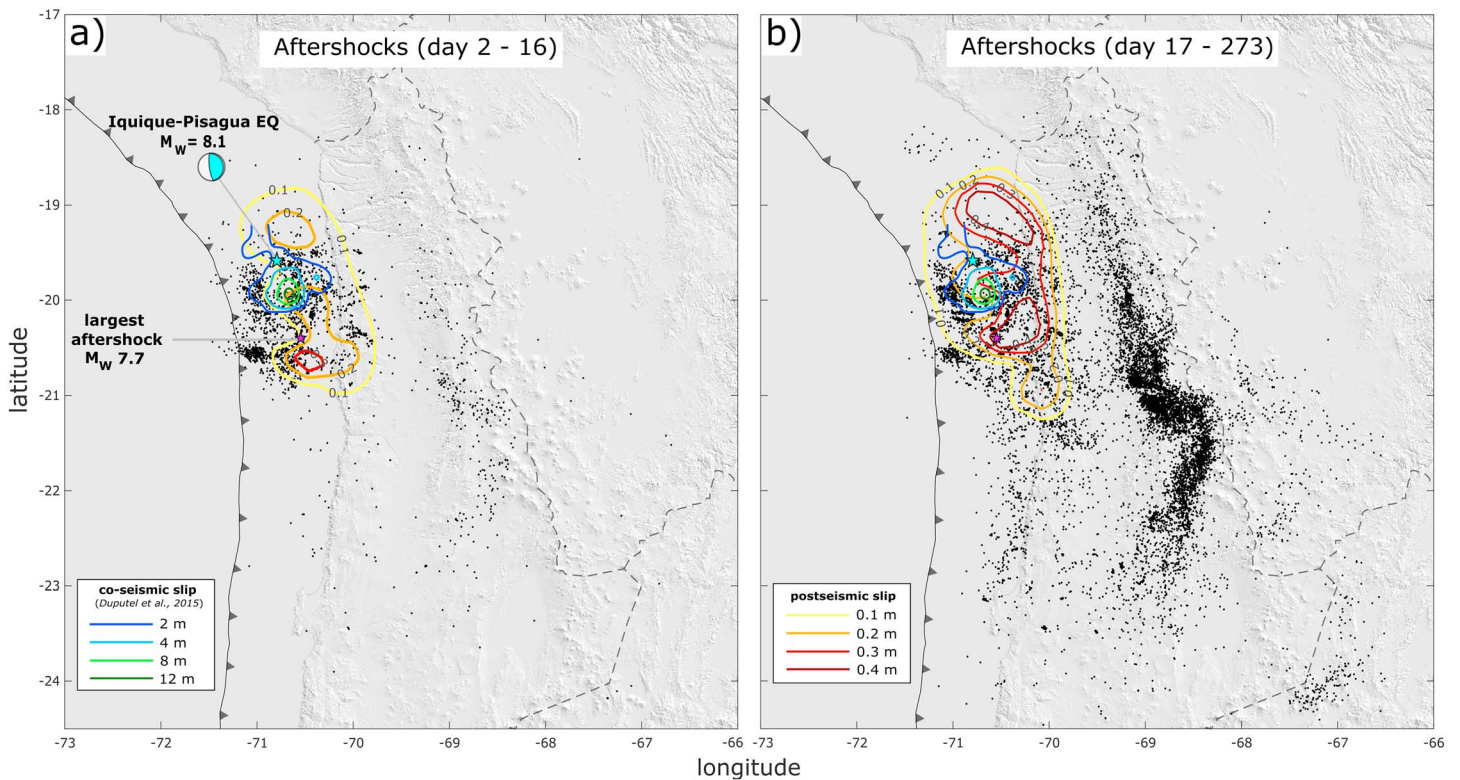 a)
Aftershocks (day 2 - 16)
Iquique-Pisagua EQ
M W = 8.1
largest
aftershock
M W 7.7
0.1
0.2
0.2
0.1
co-seismic slip
(Duputel et al., 2015)
2 m
4 m
8 m
12 m
b)
Aftershocks (day 17 - 273)
0.1
0.2
0.3
postseismic slip
0.1 m
0.2 m
0.3 m
0.4 m
latitude
-17
-18
-19
-20
-21
-22
-23
-24
-73
-72
-71
-70
-69
-68
-67
-66
-73
-72
-71
-70
-69
-68
-67
-66
longitude